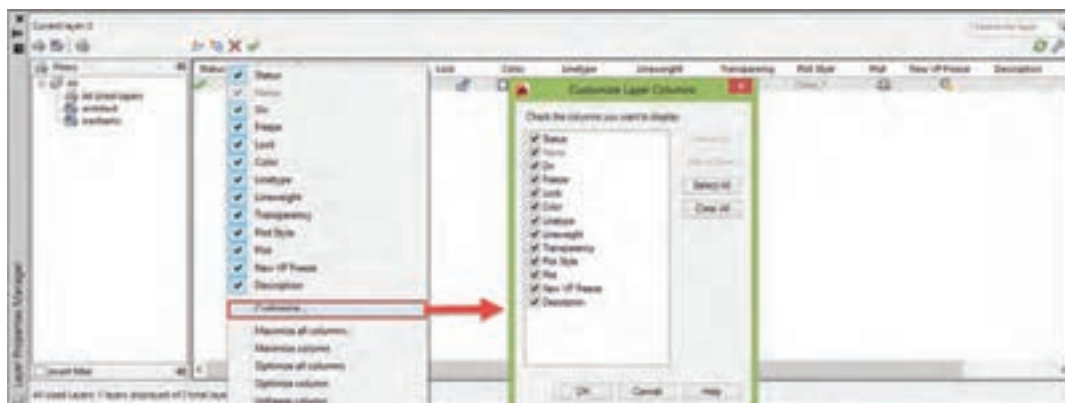 Current layer: 0
Filters
All
All Used Layers
Invert filter
Layer Properties Manager
Status
Lock
Color
Linetype
Lineweight
Transparency
Plot Style
Plot
New VP Freeze
Description
Status
Name
On
Freeze
Lock
Color
Linetype
Lineweight
Transparency
Plot Style
Plot
New VP Freeze
Description
Customize...
Maximize all columns
Maximize column
Optimize all columns
Optimize column
Customize Layer Columns
Check the columns you want to display:
Status
Name
On
Freeze
Lock
Color
Linetype
Lineweight
Transparency
Plot Style
Plot
New VP Freeze
Description
Select All
Clear All
OK
Cancel
Help